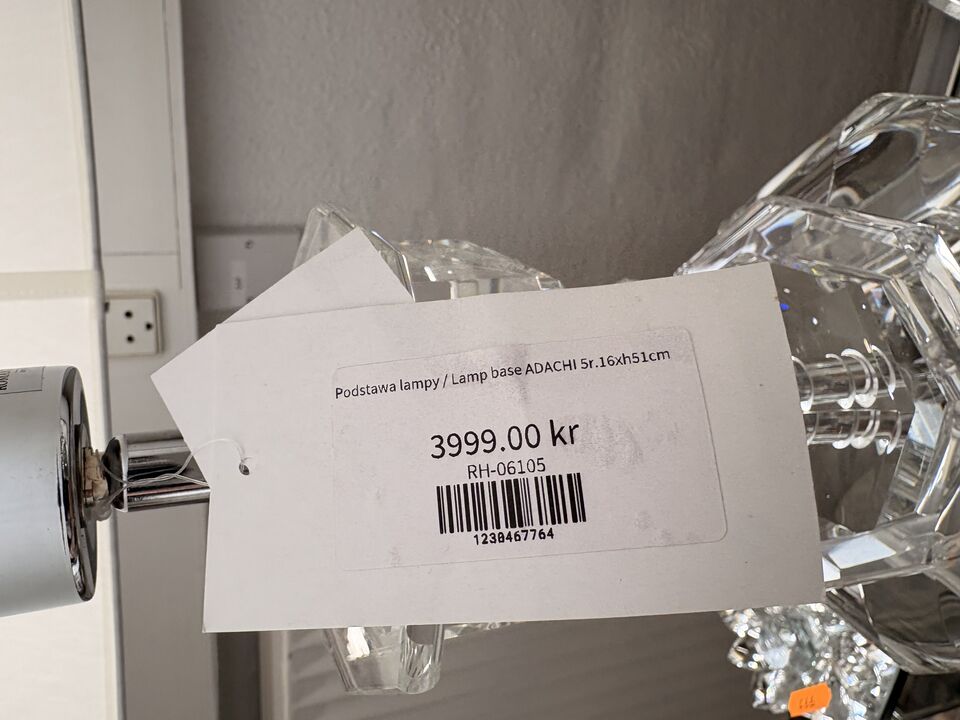 Podstawa lampy / Lamp base ADACHI 5r.16xh51cm
3999.00 kr
RH-06105
1230467764